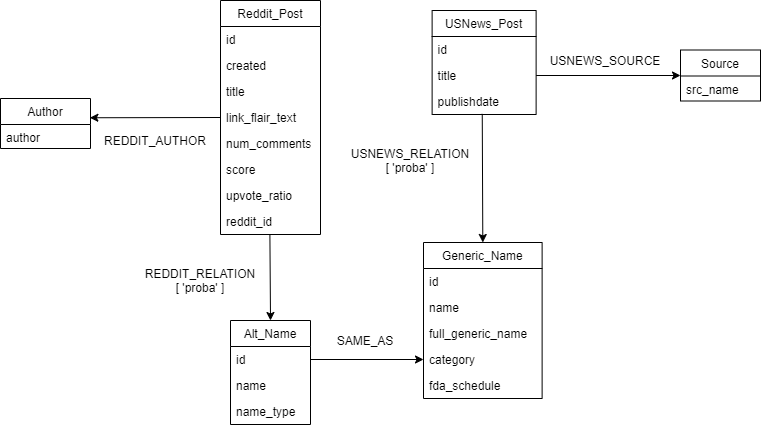 Reddit_Post
id
created
title
link_flair_text
num_comments
score
upvote_ratio
reddit_id
USNews_Post
id
title
publishdate
USNEWS_SOURCE
Source
src_name
Author
author
REDDIT_AUTHOR
USNEWS_RELATION
[ 'proba' ]
REDDIT_RELATION
[ 'proba' ]
Generic_Name
id
name
full_generic_name
category
fda_schedule
Alt_Name
id
name
name_type
SAME_AS